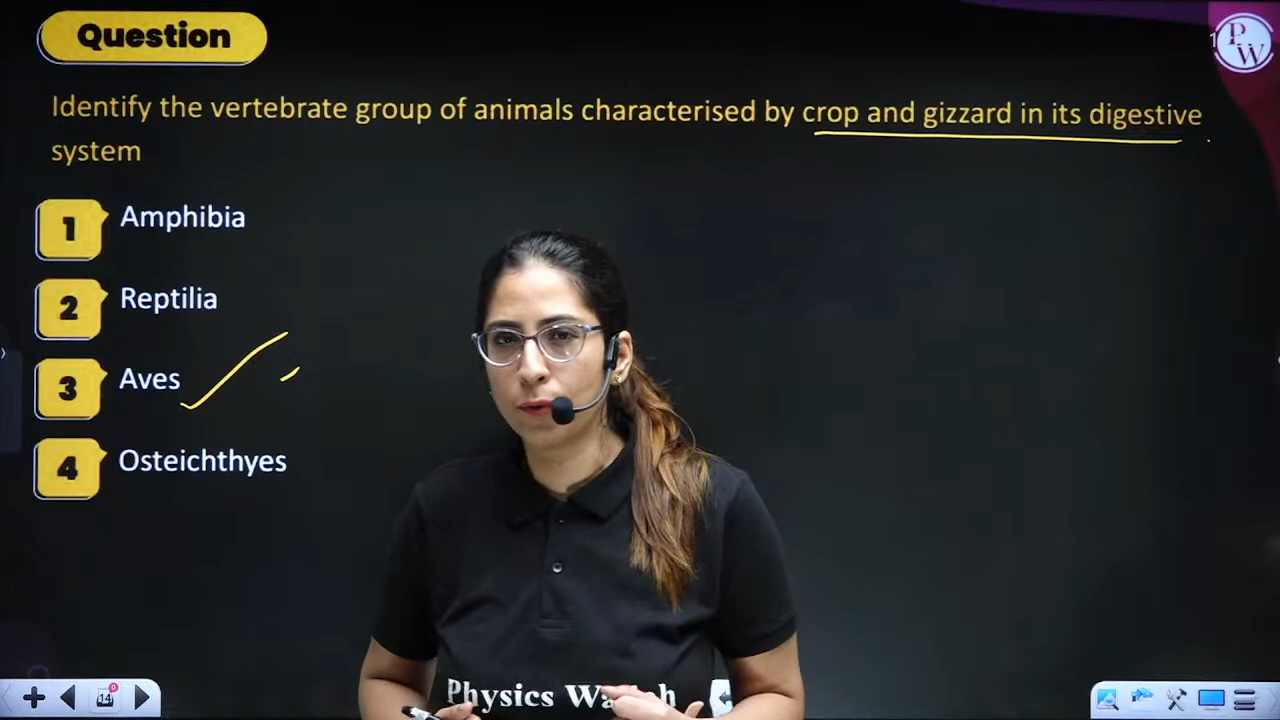 Question
PW
Identify the vertebrate group of animals characterised by crop and gizzard in its digestive
system
1 Amphibia
2 Reptilia
3 Aves
4 Osteichthyes
Physics
14